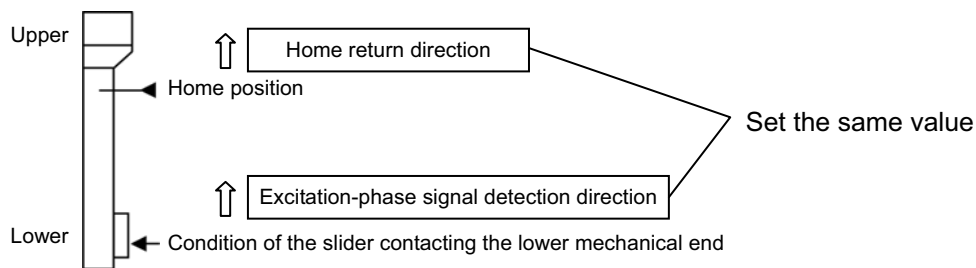 Upper
Home return direction
Home position
Set the same value
Excitation-phase signal detection direction
Lower
Condition of the slider contacting the lower mechanical end